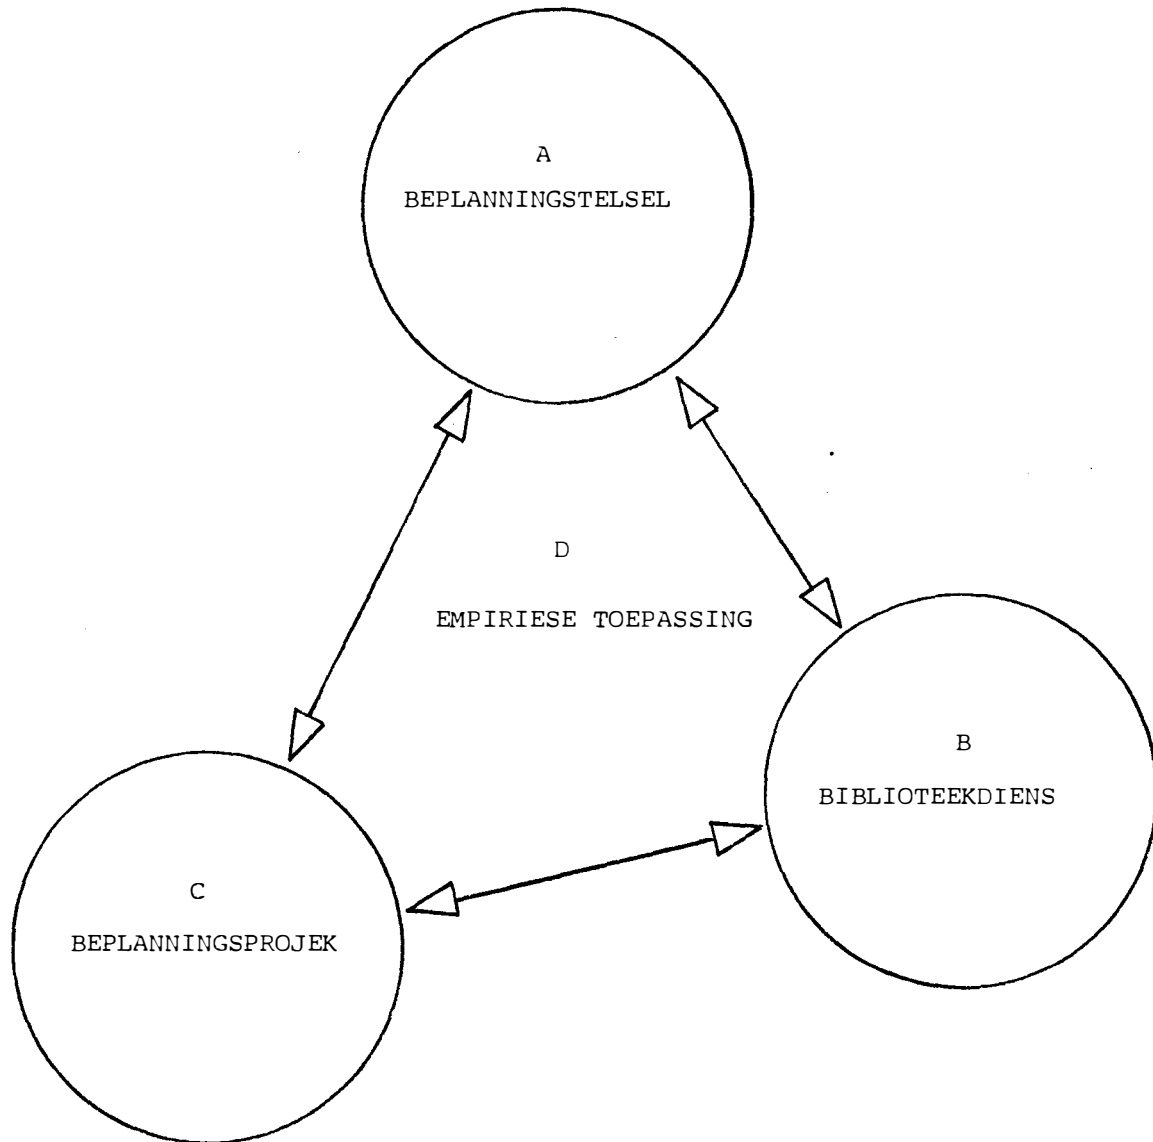 A
BEPLANNINGSTELSEL
D
EMPIRIESE TOEPASSING
B
BIBLIOTEEKDIENS
C
BEPLANNINGSPROJEK